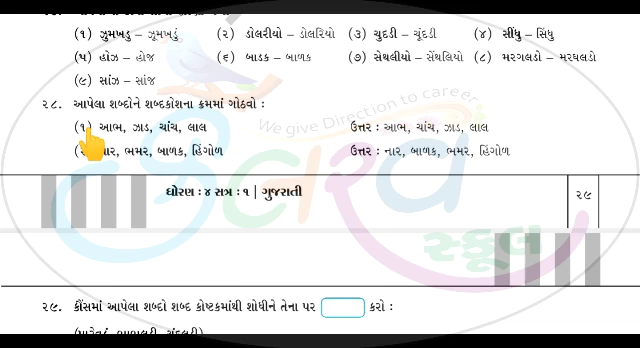 (૧) ઝુમખડુ – ઝૂમખડું (૨) ડોલરીયો – ડોલરિયો (૩) ચુદડી – ચૂંદડી (૪) સીંધુ – સિંધુ
(૫) હોઝ – હોજ (૬) બાડક – બાળક (૭) સેથલીયો – સેંથલિયો (૮) મરગલડો – મરઘલડો
(૯) સાંઝ – સાંજ
૨૮. આપેલા શબ્દોને શબ્દકોશના ક્રમમાં ગોઠવો :
(૧) આભ, ઝાડ, ચાંચ, લાલ ઉત્તર : આભ, ચાંચ, ઝાડ, લાલ
ભમર, બાળક, હિંગોળ ઉત્તર : નાર, બાળક, ભમર, હિંગોળ
We give Direction to career
ધોરણ : ૪ સત્ર : ૧ | ગુજરાતી ૨૯
ઉત્સવ
સ્કૂલ
૨૯. કૌંસમાં આપેલા શબ્દો શબ્દ કોષ્ટકમાંથી શોધીને તેના પર કરો :